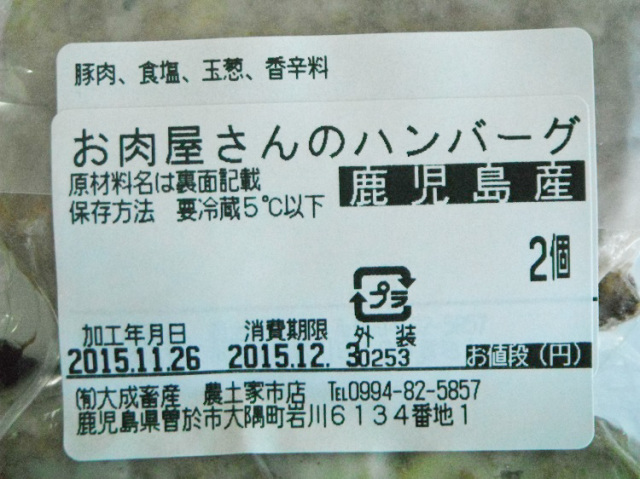 豚肉、食塩、玉葱、香辛料
お肉屋さんのハンバーグ
原材料名は裏面記載
保存方法 要冷蔵5℃以下
鹿児島産
2個
プラ
外装
加工年月日
消費期限
2015.11.26
2015.12. 3
0253
お値段(円)
㈲大成畜産 農土家市店 ℡0994-82-5857
鹿児島県曽於市大隅町岩川6134番地1